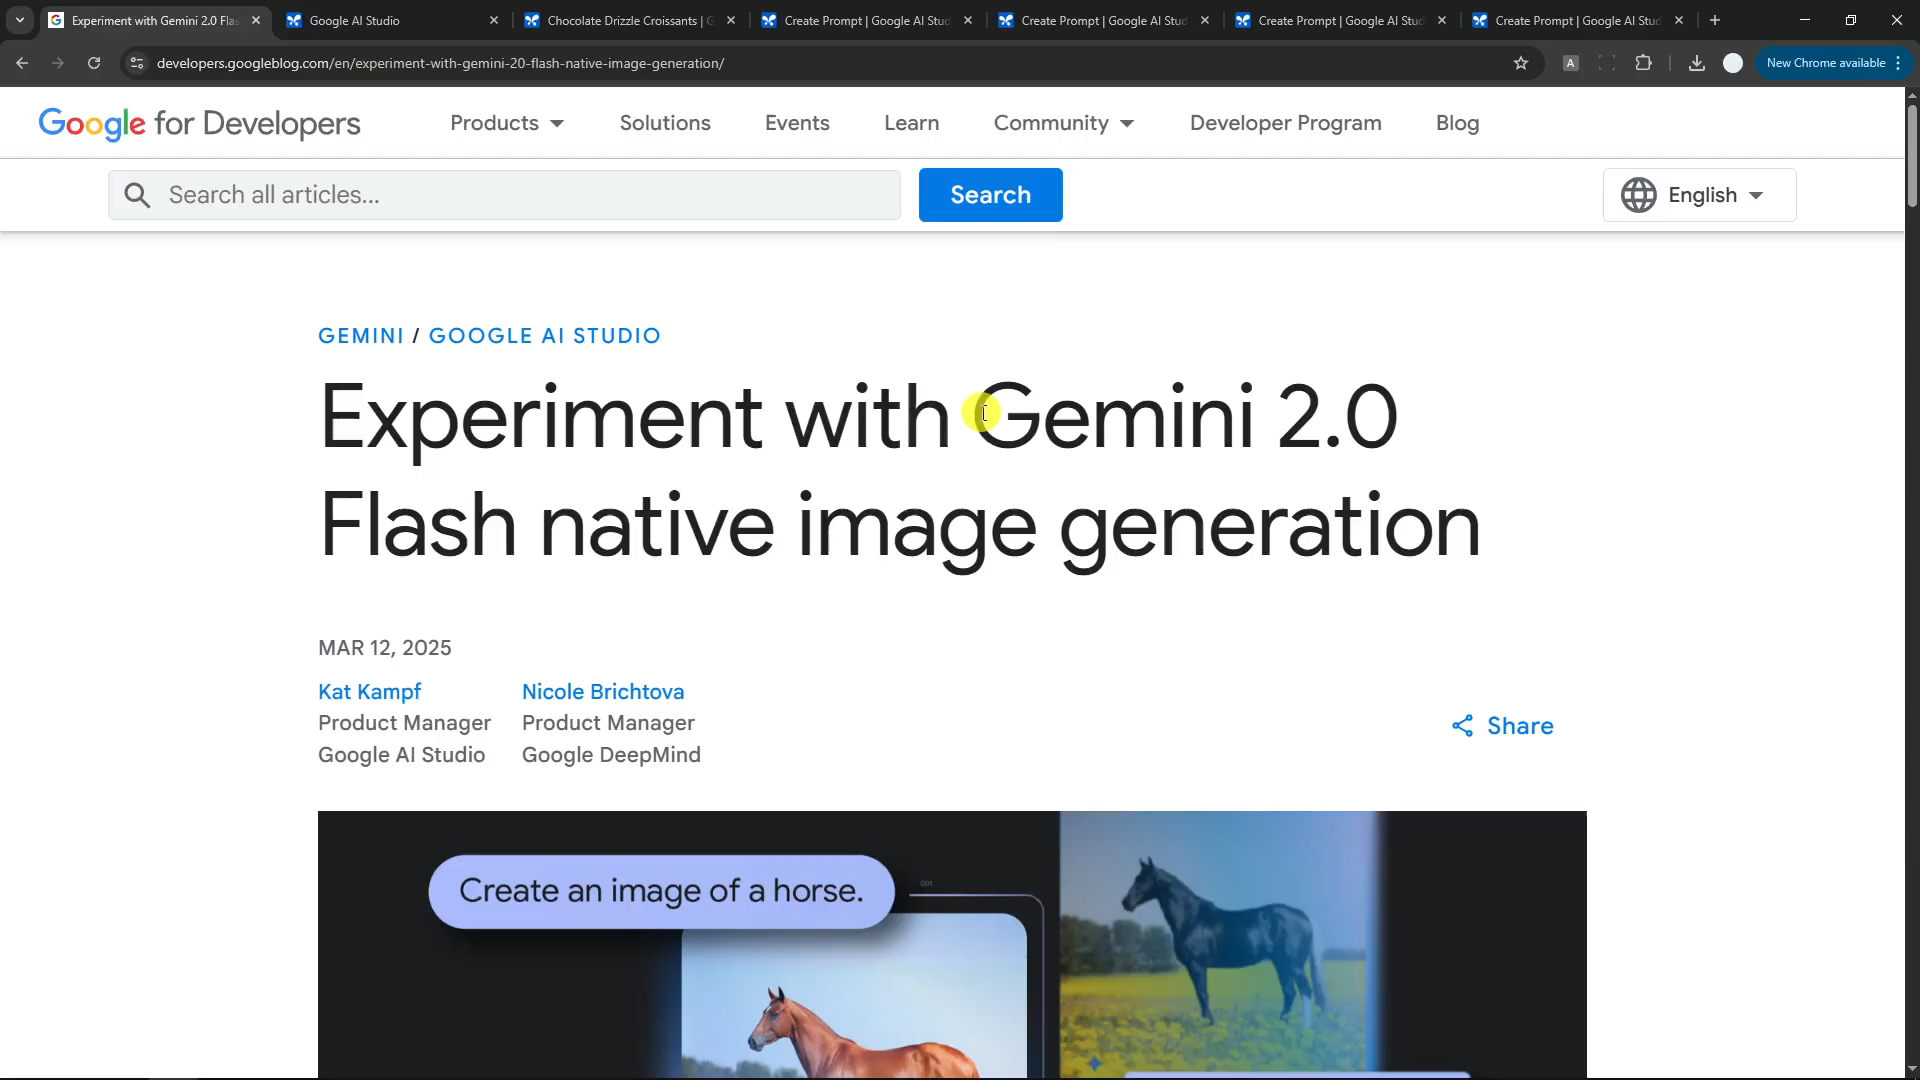 Experiment with Gemini 2.0 Fla
Google AI Studio
Chocolate Drizzle Croissants | G
Create Prompt | Google AI Stud
Create Prompt | Google AI Stud
Create Prompt | Google AI Stud
Create Prompt | Google AI Stud
developers.googleblog.com/en/experiment-with-gemini-20-flash-native-image-generation/
A
New Chrome available
Google for Developers
Products
Solutions
Events
Learn
Community
Developer Program
Blog
Search all articles...
Search
English
GEMINI / GOOGLE AI STUDIO
Experiment with Gemini 2.0
Flash native image generation
MAR 12, 2025
Kat Kampf
Product Manager
Google AI Studio
Nicole Brichtova
Product Manager
Google DeepMind
Share
Create an image of a horse.
001